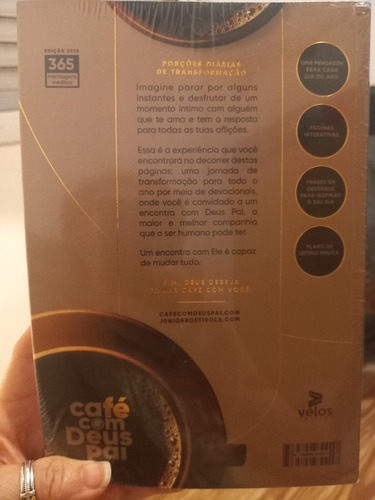 EDIÇÃO 2025
365
mensagens
inéditas
PORÇÕES DIÁRIAS
DE TRANSFORMAÇÃO
Imagine parar por alguns
instantes e desfrutar de um
momento íntimo com alguém
que te ama e tem a resposta
para todas as tuas aflições.
Essa é a experiência que você
encontrará no decorrer destas
páginas; uma jornada de
transformação para todo o
ano por meio de devocionais,
onde você é convidado a um
encontro com Deus Pai, o
maior e melhor companhia
que o ser humano pode ter.
Um encontro com Ele é capaz
de mudar tudo.
DEUS DESEJA
TOMAR CAFÉ COM VOCÊ.
CAFECOMDEUSPAI.COM
JUNIORROSTIROLA.COM
UMA MENSAGEM
PARA CADA
DIA DO ANO
PÁGINAS
INTERATIVAS
FRASES EM
DESTAQUE
PARA INSPIRAR
O SEU DIA
PLANO DE
LEITURA BÍBLICA
café
com
Deus
pai
vélos